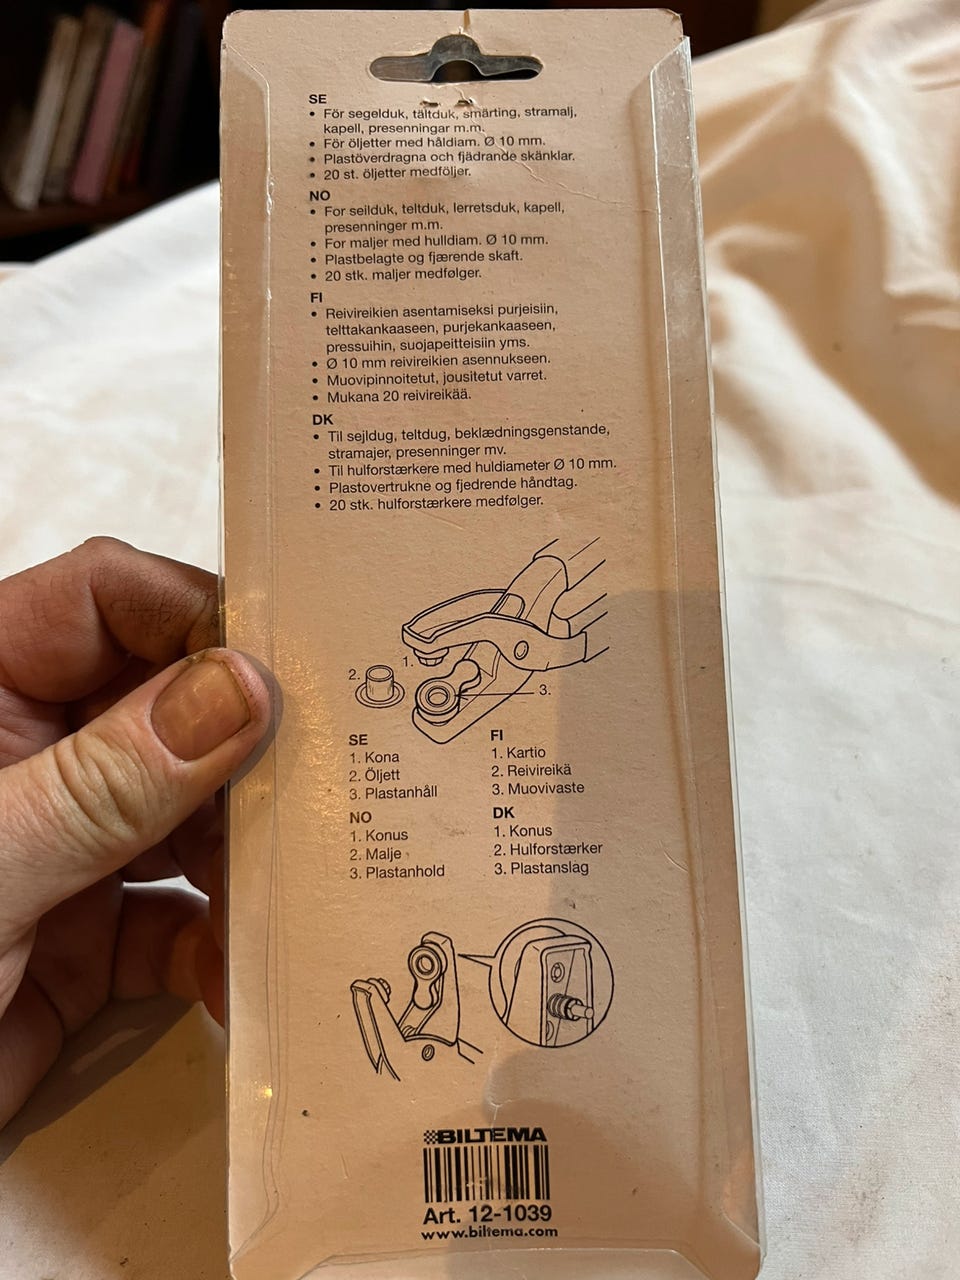 SE
• För segelduk, tältduk, smärting, stramalj,
kapell, presenningar m.m.
• För öljetter med håldiam. Ø 10 mm.
• Plastöverdragna och fjädrande skänklar.
• 20 st. öljetter medföljer.
NO
• For seilduk, teltduk, lerretsduk, kapell,
presenninger m.m.
• For maljer med hulldiam. Ø 10 mm.
• Plastbelagte og fjærende skaft.
• 20 stk. maljer medfølger.
FI
• Reivireikien asentamiseksi purjeisiin,
telttakankaaseen, purjekankaaseen,
pressuihin, suojapeitteisiin yms.
• Ø 10 mm reivireikien asennukseen.
• Muovipinnoitetut, jousitetut varret.
• Mukana 20 reivireikää.
DK
• Til sejldug, teltdug, beklædningsgenstande,
stramajer, presenninger mv.
• Til hulforstærkere med huldiameter Ø 10 mm.
• Plastovertrukne og fjedrende håndtag.
• 20 stk. hulforstærkere medfølger.
1.
2.
3.
SE
1. Kona
2. Öljett
3. Plastanhåll
NO
1. Konus
2. Malje
3. Plastanhold
FI
1. Kartio
2. Reivireikä
3. Muovivaste
DK
1. Konus
2. Hulforstærker
3. Plastanslag
BILTEMA
Art. 12-1039
www.biltema.com